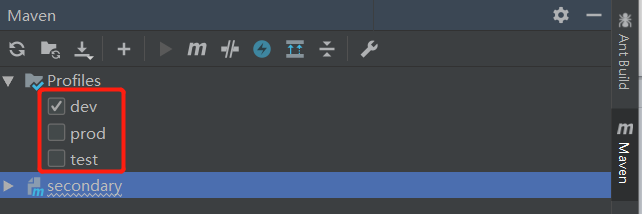 Maven
Profiles
dev
prod
test
secondary
Ant Build
m Maven